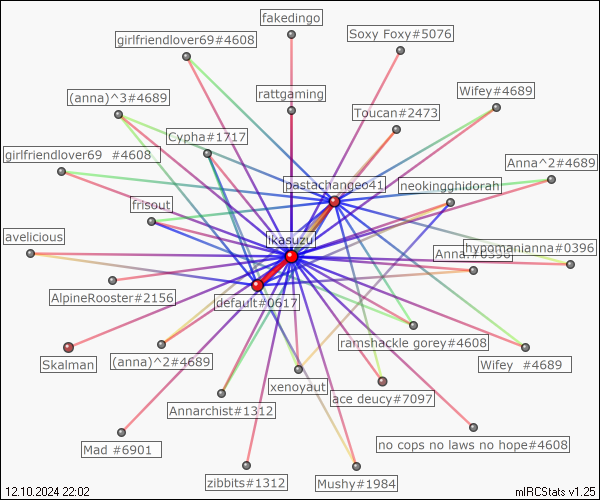 fakedingo
girlfriendlover69#4608
Soxy Foxy#5076
(anna)^3#4689
rattgaming
Wifey#4689
Toucan#2473
Cypha#1717
girlfriendlover69 #4608
Anna^2#4689
pastachangeo41
neokingghidorah
frisout
avelicious
ikasuzu
hypomanianna#0396
Anna.#0396
AlpineRooster#2156
default#0617
ramshackle gorey#4608
Skalman
(anna)^2#4689
Wifey #4689
xenoyaut
ace deucy#7097
Annarchist#1312
Mad #6901
no cops no laws no hope#4608
zibbits#1312
Mushy#1984
12.10.2024 22:02
mIRCStats v1.25